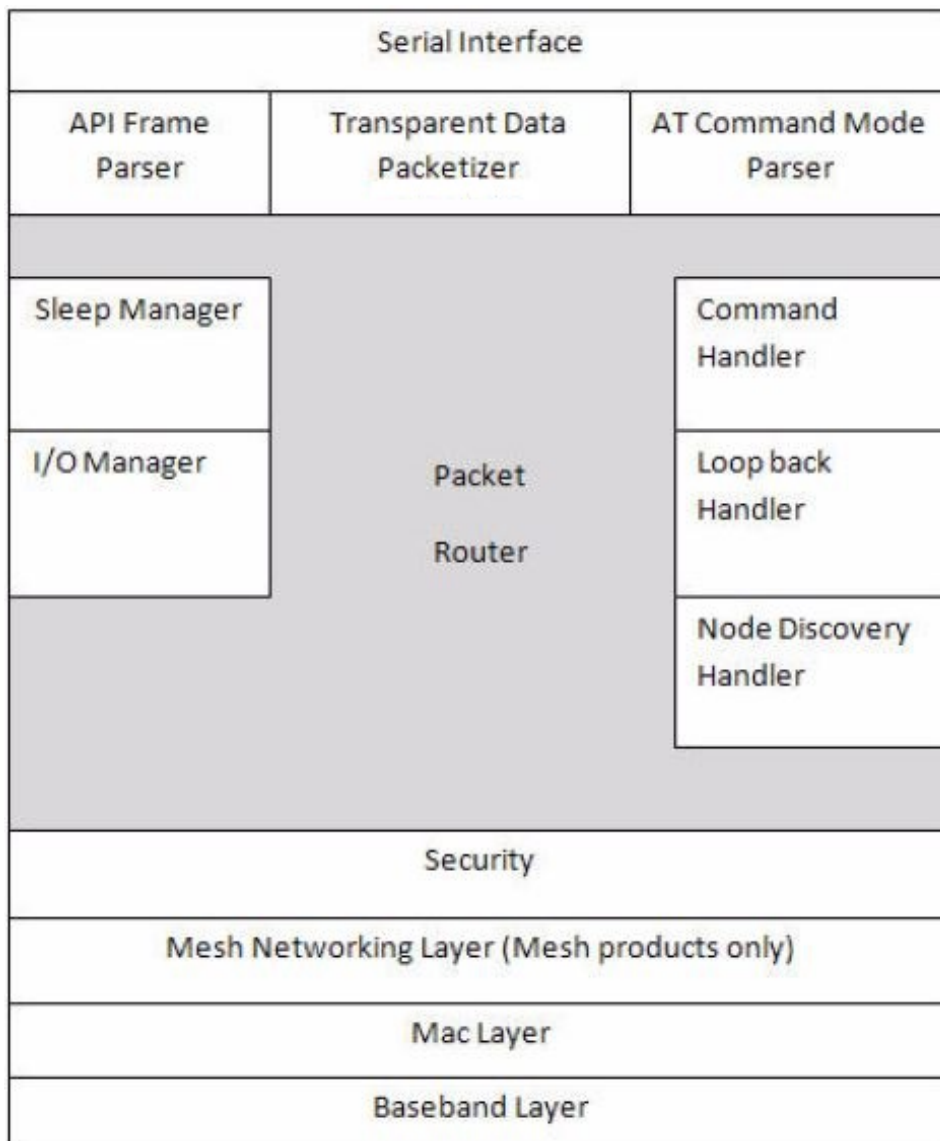 Serial Interface
API Frame
Parser
Transparent Data
Packetizer
AT Command Mode
Parser
Sleep Manager
I/O Manager
Packet
Router
Command
Handler
Loop back
Handler
Node Discovery
Handler
Security
Mesh Networking Layer (Mesh products only)
Mac Layer
Baseband Layer